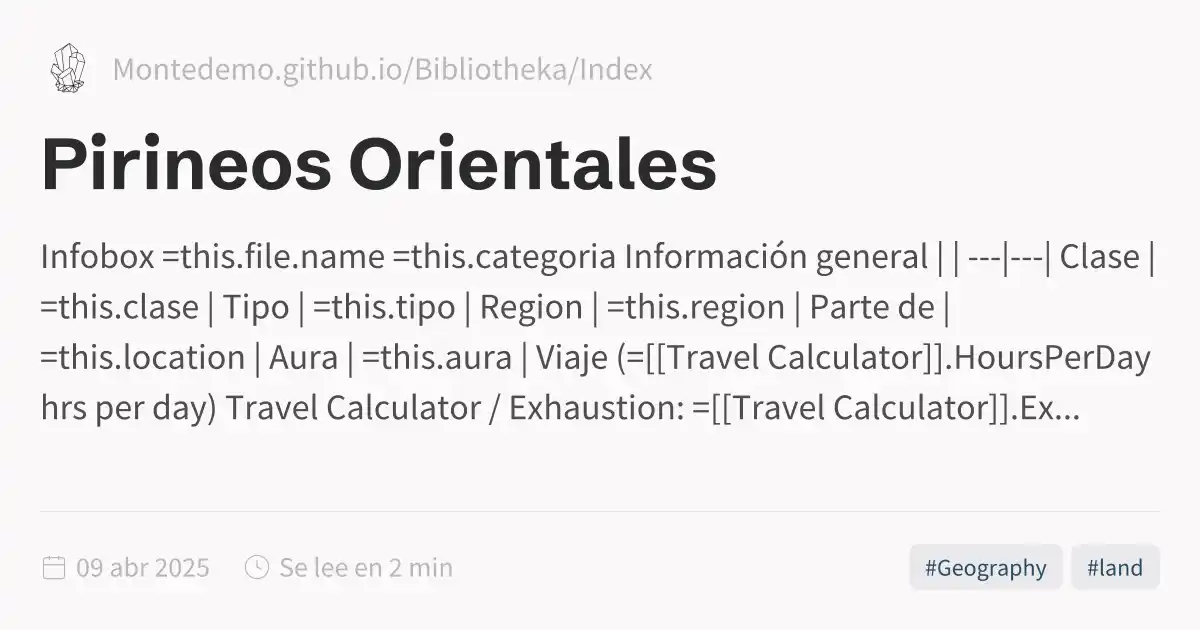 Montedemo.github.io/Bibliotheka/Index
Pirineos Orientales
Infobox =this.file.name =this.categoria Información general | | ---|---| Clase |
=this.clase | Tipo | =this.tipo | Region | =this.region | Parte de |
=this.location | Aura | =this.aura | Viaje (=[[Travel Calculator]].HoursPerDay
hrs per day) Travel Calculator / Exhaustion: =[[Travel Calculator]].Ex...
09 abr 2025 Se lee en 2 min #Geography #land